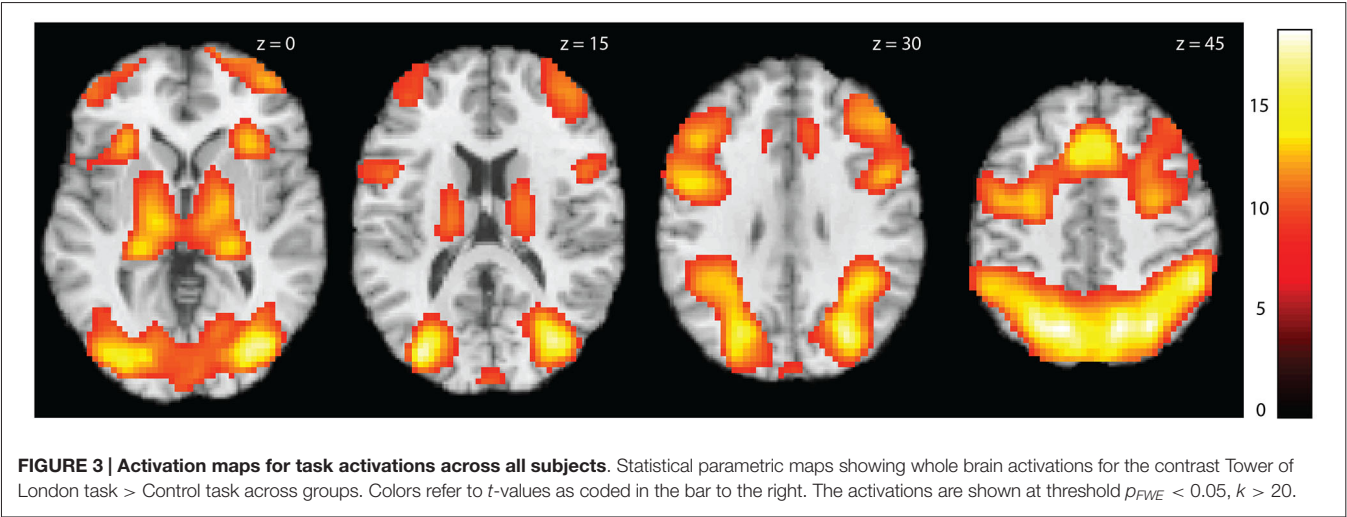 z = 0
z = 15
z = 30
z = 45
15
10
5
0
FIGURE 3 | Activation maps for task activations across all subjects. Statistical parametric maps showing whole brain activations for the contrast Tower of
London task > Control task across groups. Colors refer to t-values as coded in the bar to the right. The activations are shown at threshold pFWE < 0.05, k > 20.